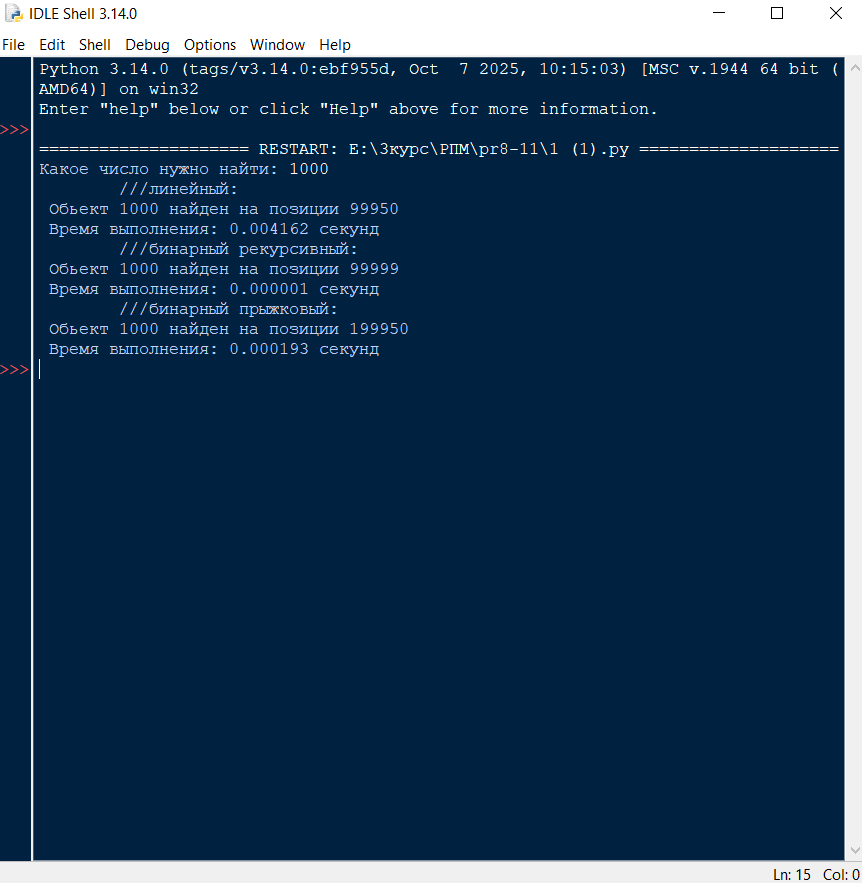 IDLE Shell 3.14.0
File Edit Shell Debug Options Window Help
Python 3.14.0 (tags/v3.14.0:ebf955d, Oct  7 2025, 10:15:03) [MSC v.1944 64 bit (
AMD64)] on win32
Enter "help" below or click "Help" above for more information.
>>>
===================== RESTART: E:\3курс\РПМ\pr8-11\1 (1).py ====================
Какое число нужно найти: 1000
        ///линейный:
 Обьект 1000 найден на позиции 99950
 Время выполнения: 0.004162 секунд
        ///бинарный рекурсивный:
 Обьект 1000 найден на позиции 99999
 Время выполнения: 0.000001 секунд
        ///бинарный прыжковый:
 Обьект 1000 найден на позиции 199950
 Время выполнения: 0.000193 секунд
>>>
Ln: 15 Col: 0